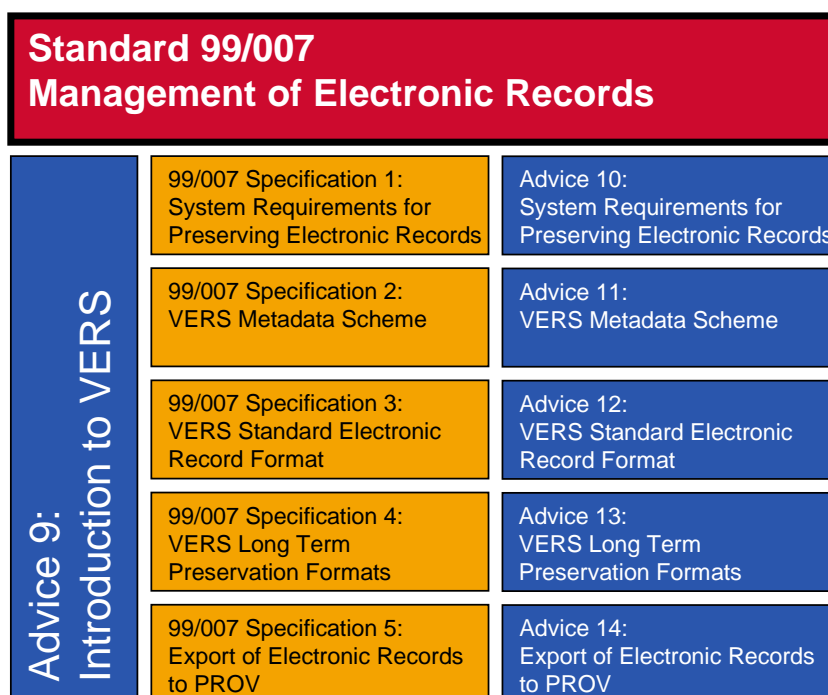 Standard 99/007
Management of Electronic Records
Advice 9:
Introduction to VERS
99/007 Specification 1:
System Requirements for
Preserving Electronic Records
Advice 10:
System Requirements for
Preserving Electronic Records
99/007 Specification 2:
VERS Metadata Scheme
Advice 11:
VERS Metadata Scheme
99/007 Specification 3:
VERS Standard Electronic
Record Format
Advice 12:
VERS Standard Electronic
Record Format
99/007 Specification 4:
VERS Long Term
Preservation Formats
Advice 13:
VERS Long Term
Preservation Formats
99/007 Specification 5:
Export of Electronic Records
to PROV
Advice 14:
Export of Electronic Records
to PROV